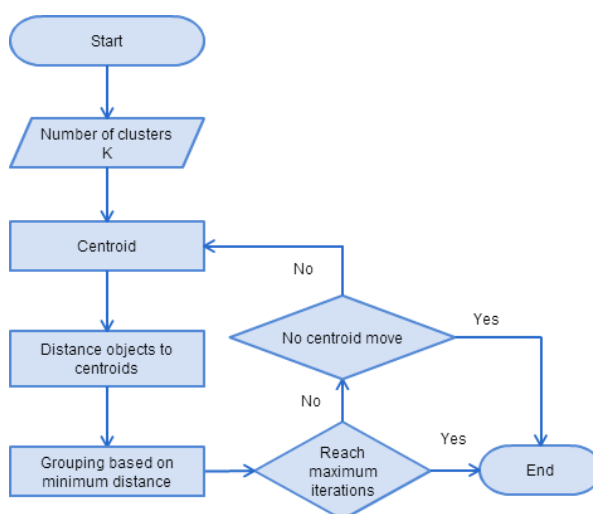 Start
Number of clusters
K
Centroid
No
No centroid move
Yes
Distance objects to
centroids
No
Grouping based on
minimum distance
Reach
maximum
iterations
Yes
End